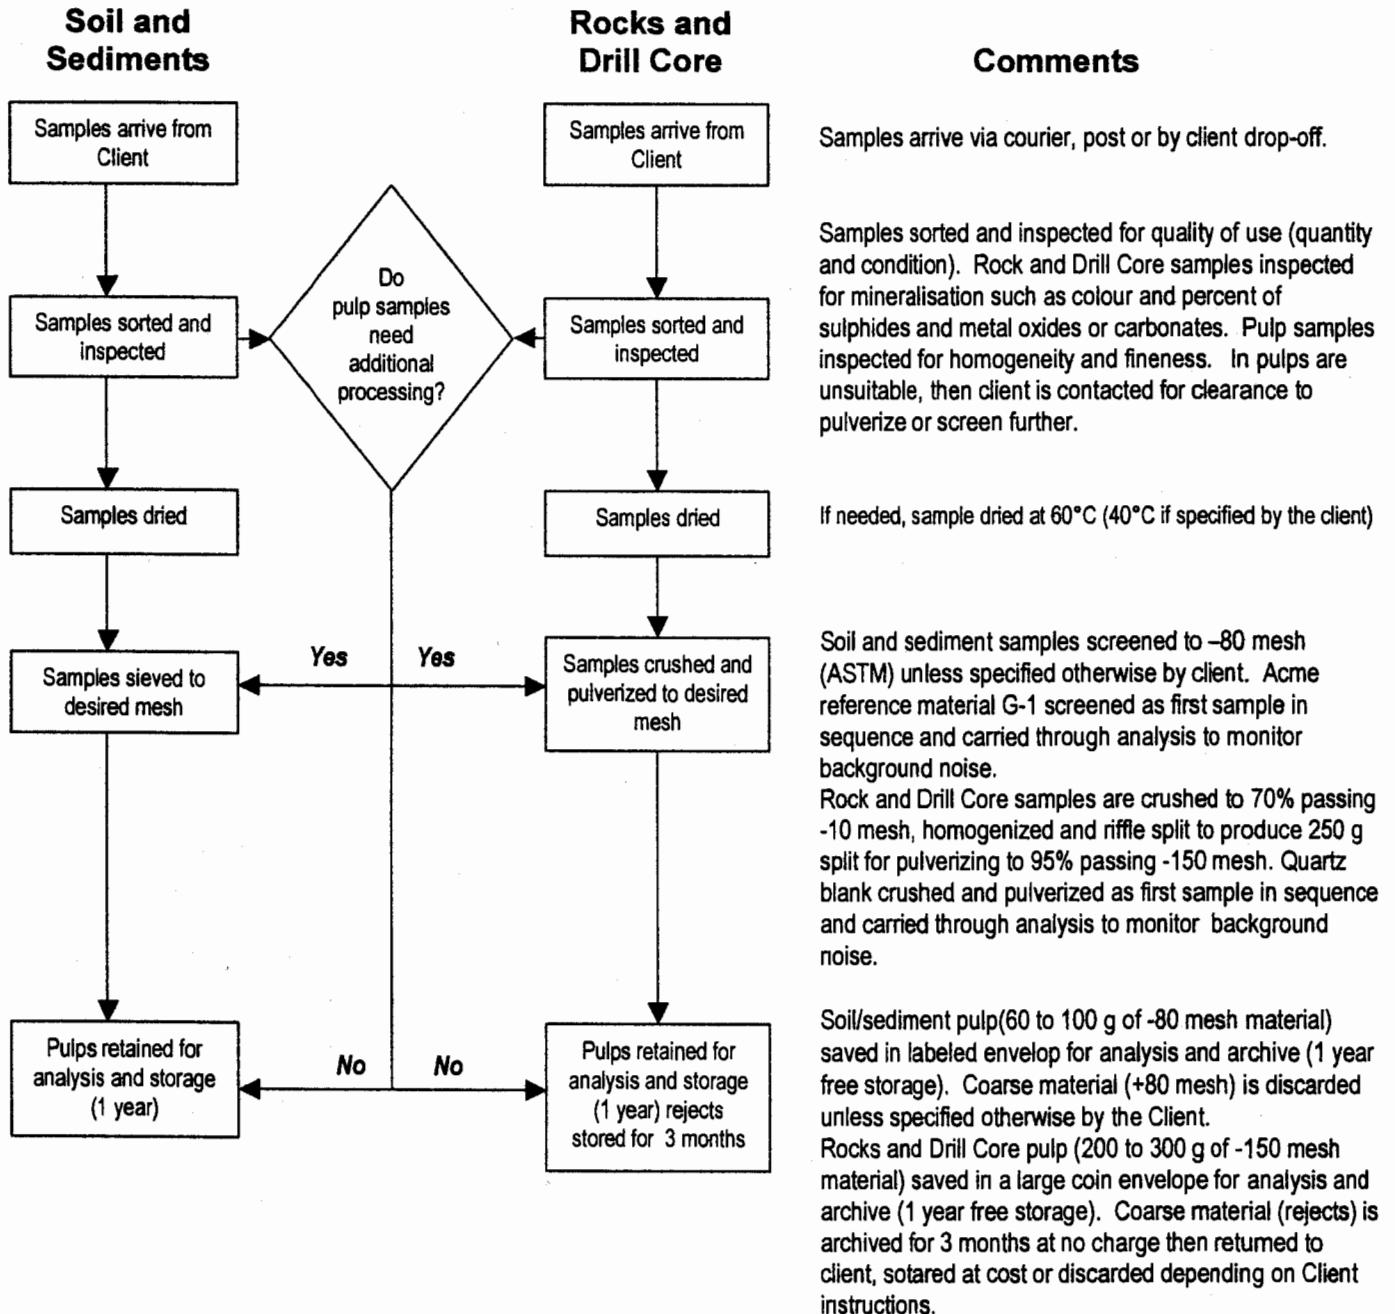 Soil and
Sediments
Rocks and
Drill Core
Comments
Samples arrive from
Client
Samples arrive from
Client
Samples arrive via courier, post or by client drop-off.
Do
pulp samples
need
additional
processing?
Samples sorted and
inspected
Samples sorted and
inspected
Samples sorted and inspected for quality of use (quantity
and condition). Rock and Drill Core samples inspected
for mineralisation such as colour and percent of
sulphides and metal oxides or carbonates. Pulp samples
inspected for homogeneity and fineness. In pulps are
unsuitable, then client is contacted for clearance to
pulverize or screen further.
Samples dried
Samples dried
If needed, sample dried at 60°C (40°C if specified by the client)
Yes
Yes
Samples sieved to
desired mesh
Samples crushed and
pulverized to desired
mesh
Soil and sediment samples screened to –80 mesh
(ASTM) unless specified otherwise by client. Acme
reference material G-1 screened as first sample in
sequence and carried through analysis to monitor
background noise.
Rock and Drill Core samples are crushed to 70% passing
-10 mesh, homogenized and riffle split to produce 250 g
split for pulverizing to 95% passing -150 mesh. Quartz
blank crushed and pulverized as first sample in sequence
and carried through analysis to monitor background
noise.
Pulps retained for
analysis and storage
(1 year)
No
No
Pulps retained for
analysis and storage
(1 year) rejects
stored for 3 months
Soil/sediment pulp(60 to 100 g of -80 mesh material)
saved in labeled envelop for analysis and archive (1 year
free storage). Coarse material (+80 mesh) is discarded
unless specified otherwise by the Client.
Rocks and Drill Core pulp (200 to 300 g of -150 mesh
material) saved in a large coin envelope for analysis and
archive (1 year free storage). Coarse material (rejects) is
archived for 3 months at no charge then returned to
client, sotared at cost or discarded depending on Client
instructions.